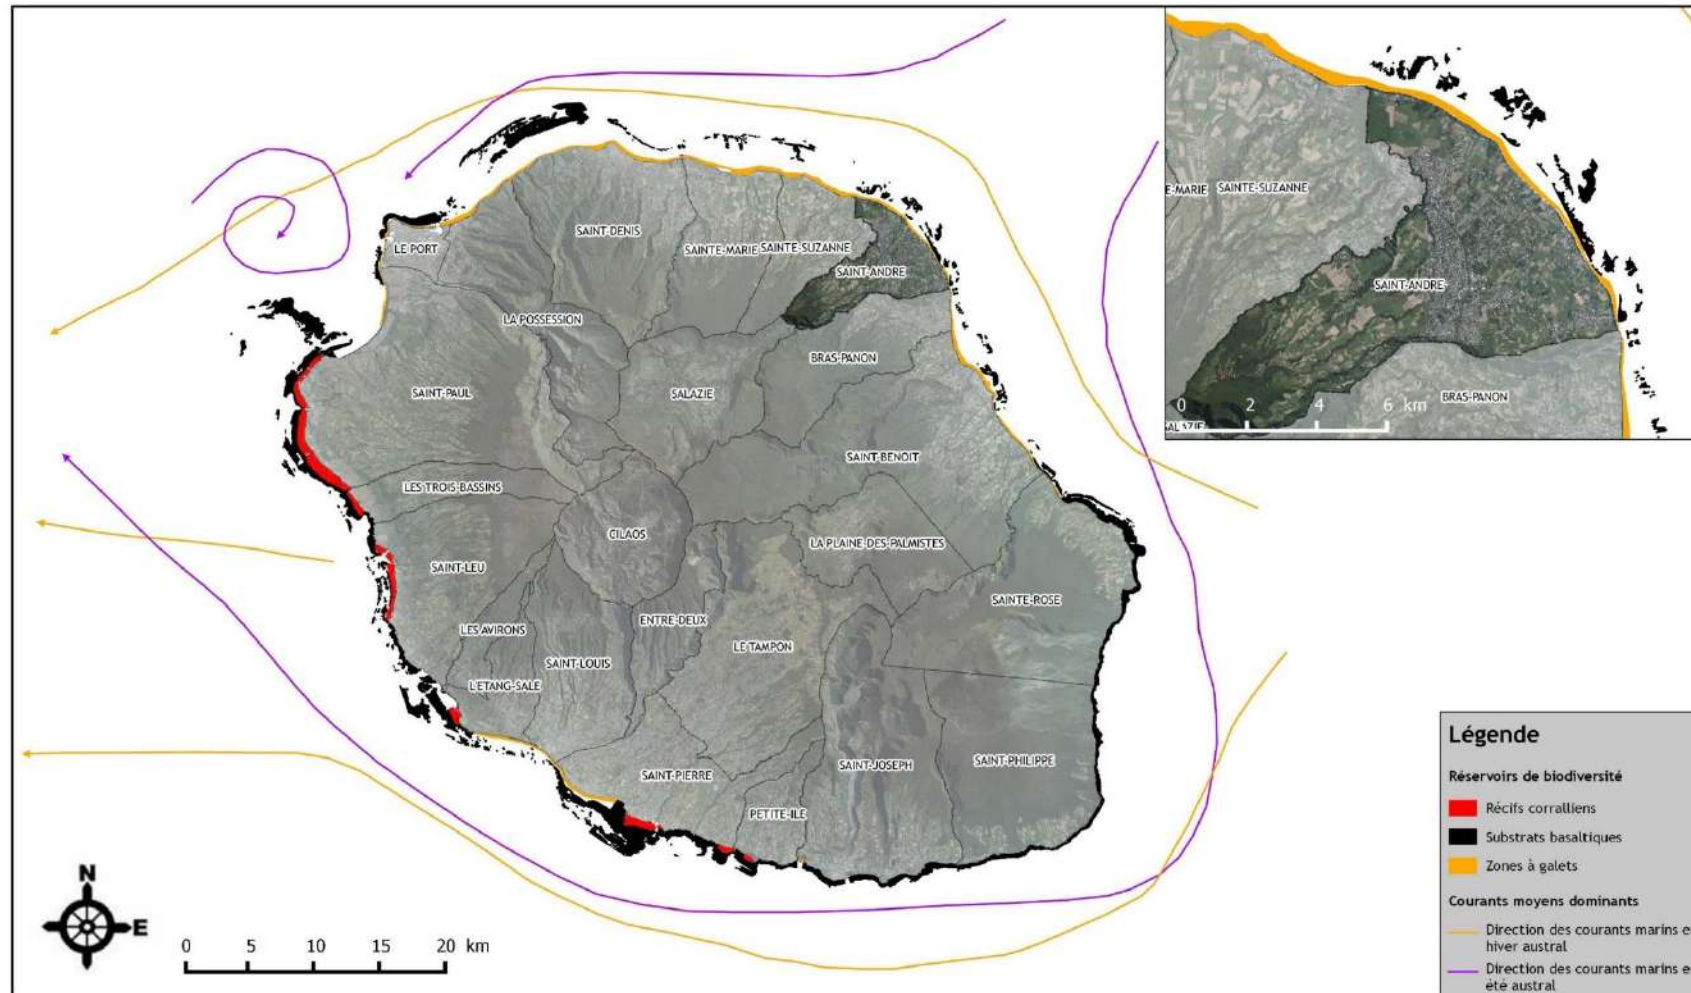 LE PORT
SAINT-DENIS
SAINTE-MARIE
SAINTE-SUZANNE
SAINT-ANDRE
LA POSSESSION
BRAS-PANON
SAINT-PAUL
SALAZIE
SAINT-BENOIT
LES TROIS-BASSINS
CILAOS
LA PLAINE-DES-PALMISTES
SAINT-LEU
SAINTE-ROSE
ENTRE-DEUX
LES AVIRONS
LE TAMPON
SAINT-LOUIS
L'ETANG-SALE
SAINT-PIERRE
SAINT-JOSEPH
SAINT-PHILIPPE
PETITE-ILE
N
E
0 5 10 15 20 km
E-MARIE
SAINTE-SUZANNE
SAINT-ANDRE
BRAS-PANON
0 2 4 6 km
SALAZIE
Légende
Réservoirs de biodiversité
Récifs corralliens
Substrats basaltiques
Zones à galets
Courants moyens dominants
Direction des courants marins e
hiver austral
Direction des courants marins e
été austral